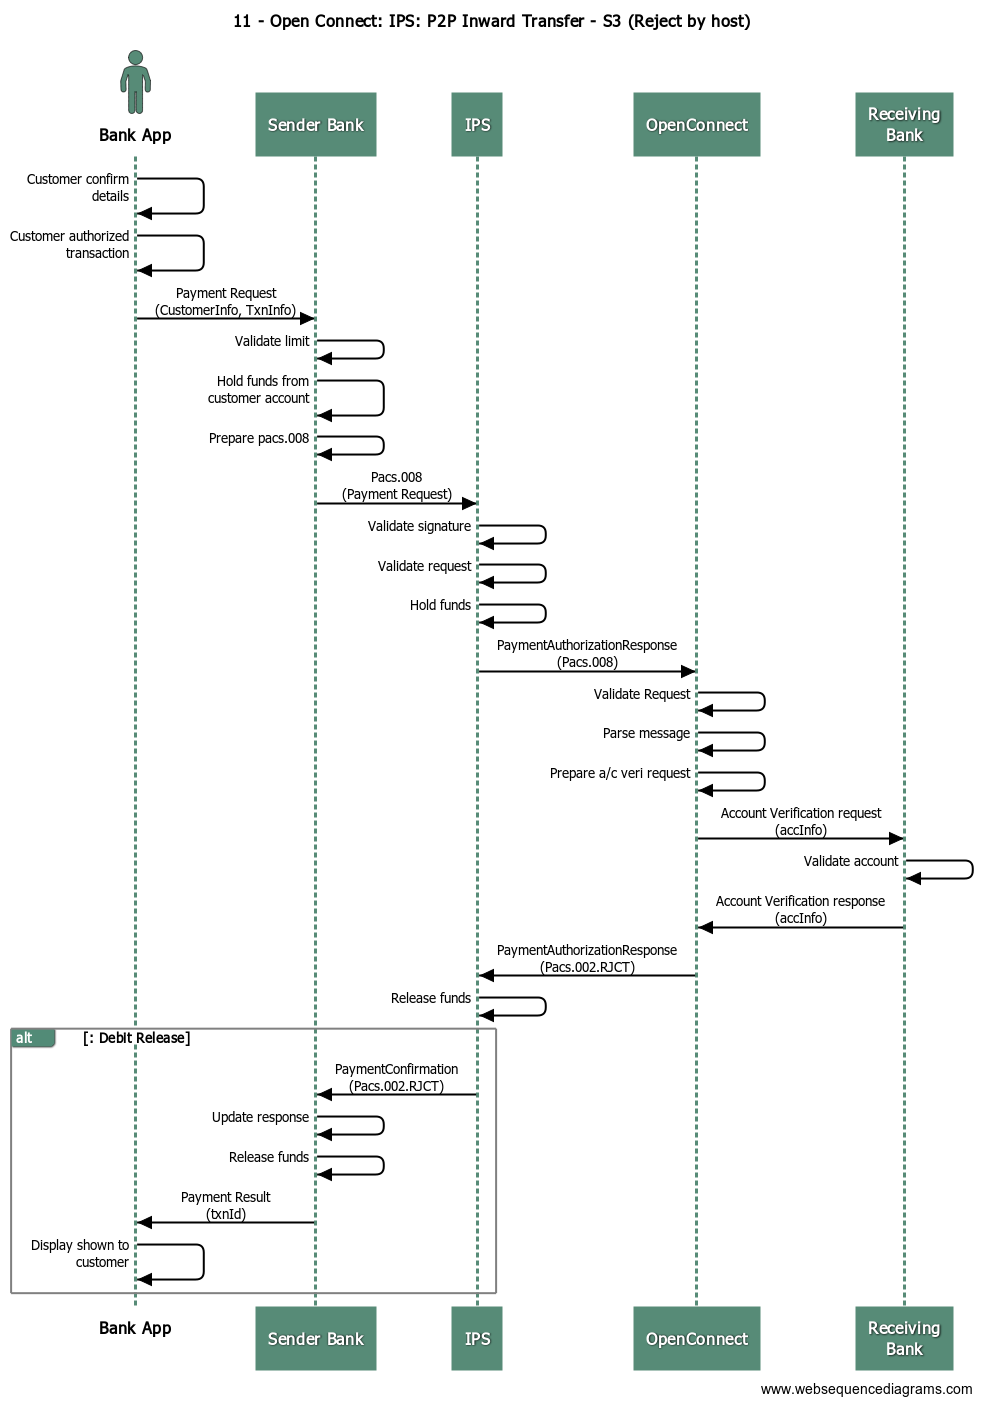 11 - Open Connect: IPS: P2P Inward Transfer - S3 (Reject by host)
Bank App
Sender Bank
IPS
OpenConnect
Receiving
Bank
Customer confirm
details
Customer authorized
transaction
Payment Request
(CustomerInfo, TxnInfo)
Validate limit
Hold funds from
customer account
Prepare pacs.008
Pacs.008
(Payment Request)
Validate signature
Validate request
Hold funds
PaymentAuthorizationResponse
(Pacs.008)
Validate Request
Parse message
Prepare a/c veri request
Account Verification request
(accInfo)
Validate account
Account Verification response
(accInfo)
PaymentAuthorizationResponse
(Pacs.002.RJCT)
Release funds
alt
[: Debit Release]
PaymentConfirmation
(Pacs.002.RJCT)
Update response
Release funds
Payment Result
(txnId)
Display shown to
customer
Bank App
Sender Bank
IPS
OpenConnect
Receiving
Bank
www.websequencediagrams.com